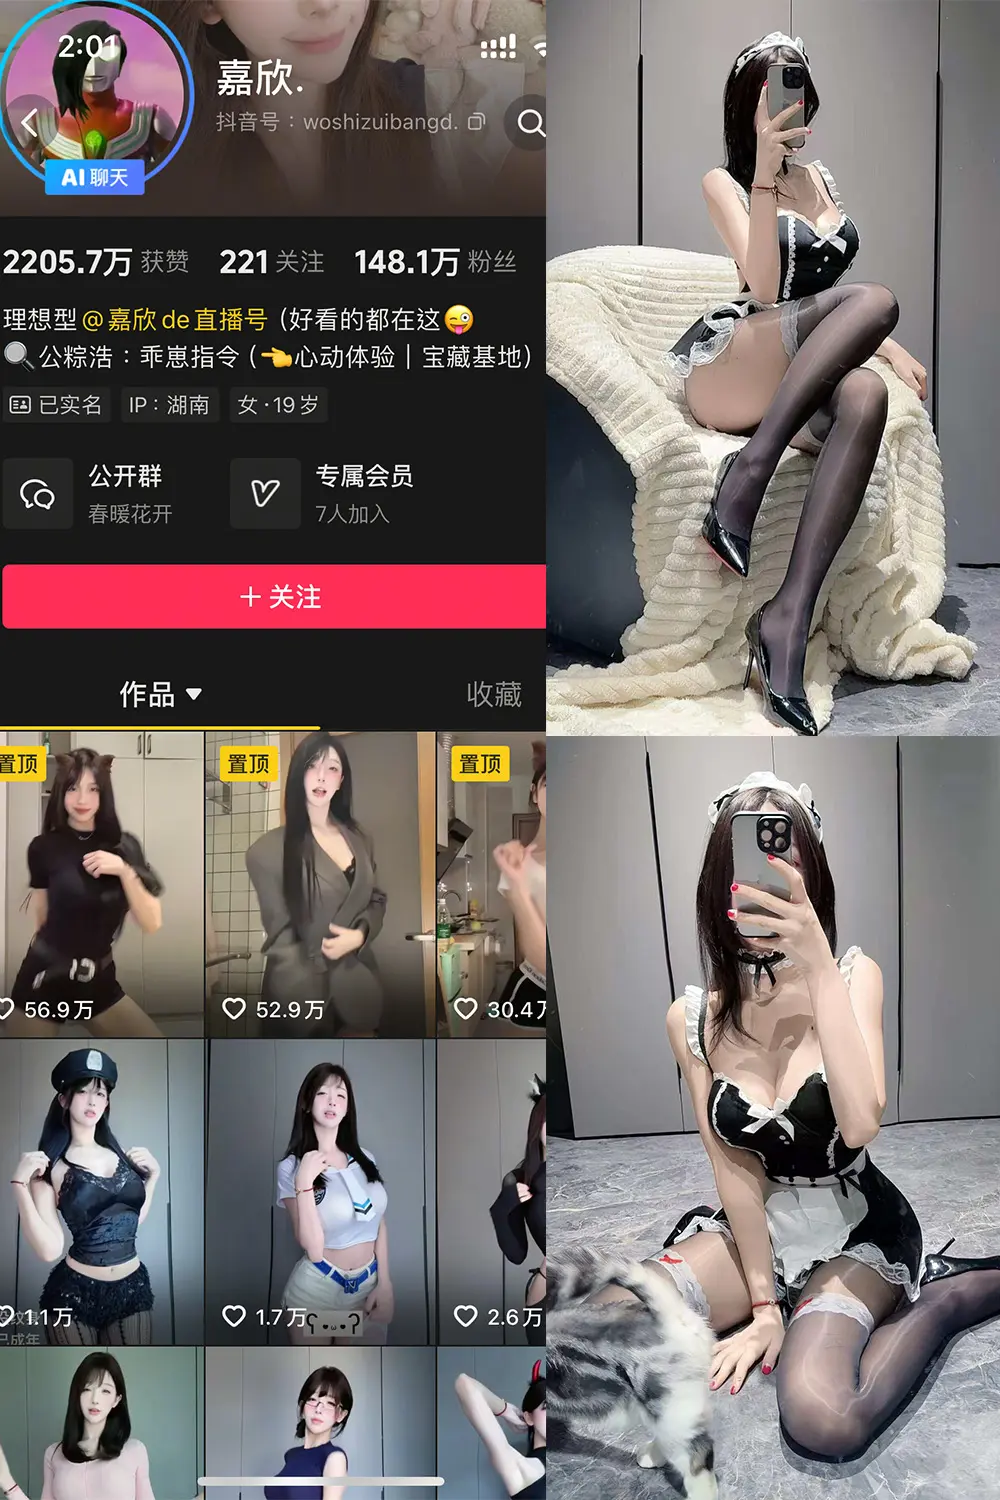 2:01
嘉欣.
抖音号：woshizuibangd.
AI 聊天
2205.7万 获赞 221 关注 148.1万 粉丝
理想型@嘉欣de直播号（好看的都在这😜
🔍公粽浩：乖崽指令（👈心动体验｜宝藏基地）
已实名 IP：湖南 女·19岁
公开群 专属会员
春暖花开 7人加入
＋关注
作品 收藏
置顶 置顶 置顶
56.9万 52.9万 30.4万
已成年
1.1万 1.7万 2.6万